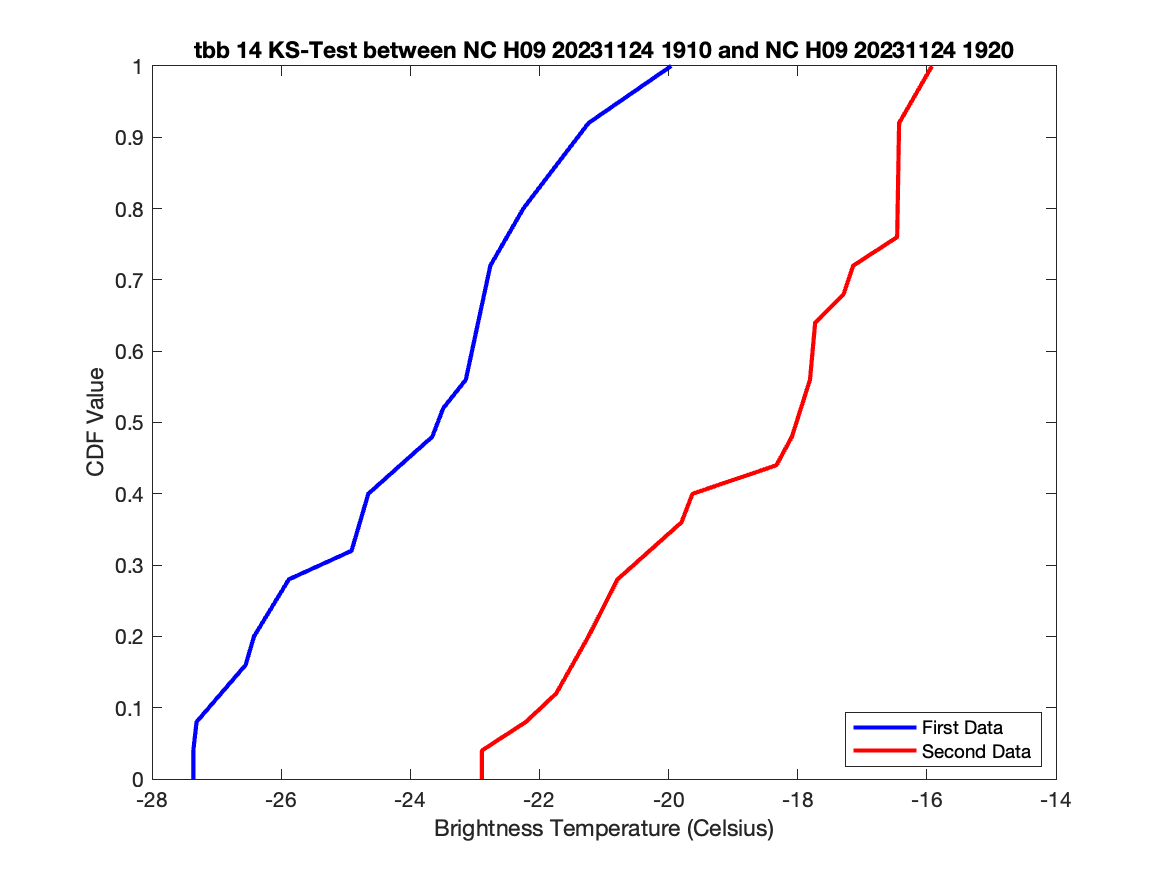 tbb 14 KS-Test between NC H09 20231124 1910 and NC H09 20231124 1920
1
0.9
0.8
0.7
0.6
0.5
0.4
0.3
0.2
0.1
0
CDF Value
First Data
Second Data
-28 -26 -24 -22 -20 -18 -16 -14
Brightness Temperature (Celsius)